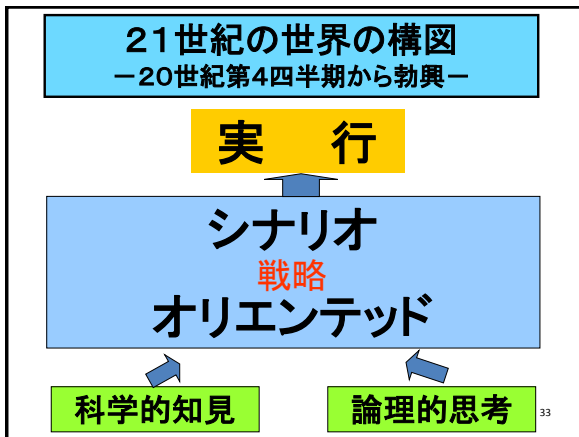 21世紀の世界の構図
－20世紀第4四半期から勃興－
実　行
シナリオ
戦略
オリエンテッド
科学的知見
論理的思考
33